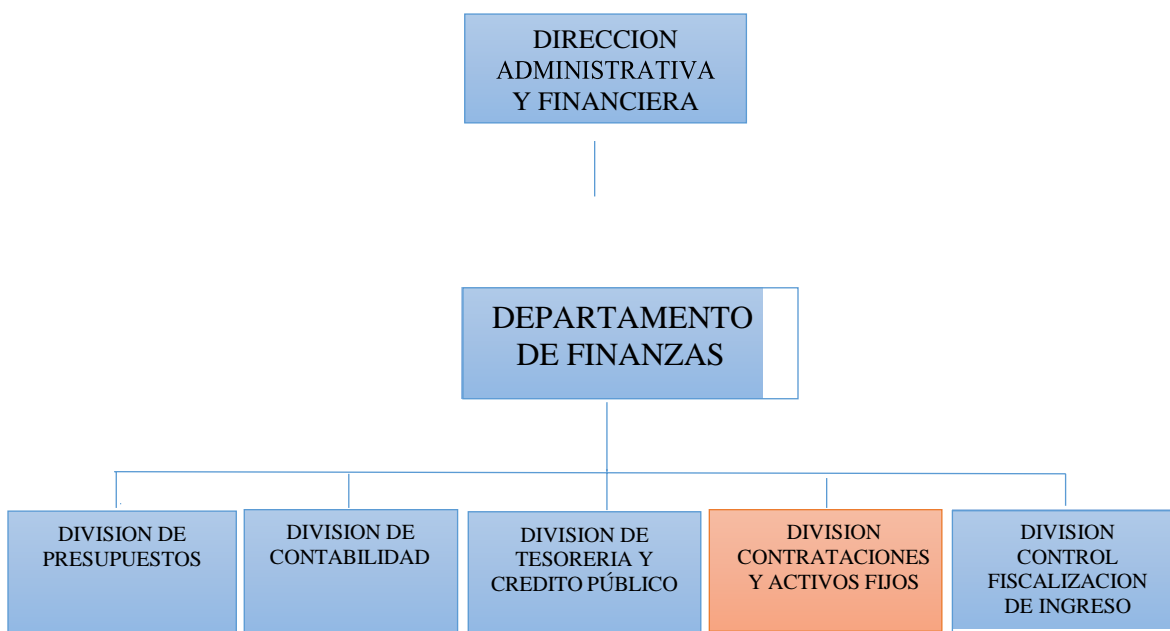 DIRECCION
ADMINISTRATIVA
Y FINANCIERA
DEPARTAMENTO
DE FINANZAS
DIVISION DE
PRESUPUESTOS
DIVISION DE
CONTABILIDAD
DIVISION DE
TESORERIA Y
CREDITO PÚBLICO
DIVISION
CONTRATACIONES
Y ACTIVOS FIJOS
DIVISION
CONTROL
FISCALIZACION
DE INGRESO